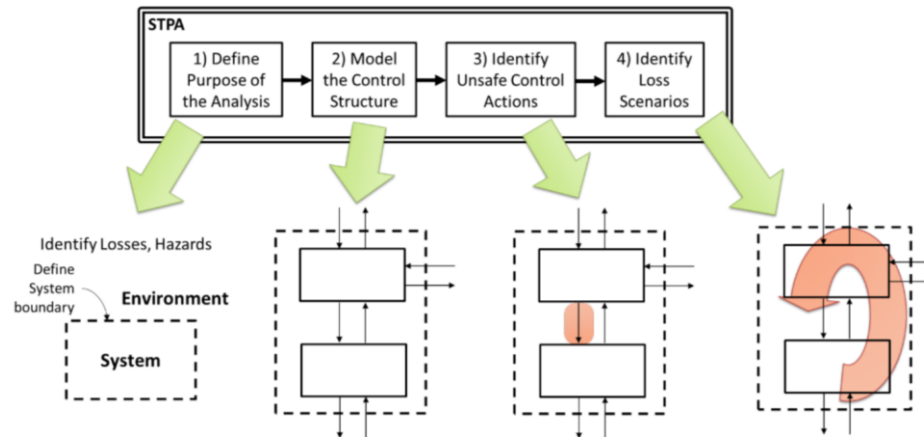 STPA
1) Define
Purpose of
the Analysis
2) Model
the Control
Structure
3) Identify
Unsafe Control
Actions
4) Identify
Loss
Scenarios
Identify Losses, Hazards
Define
System
boundary
Environment
System